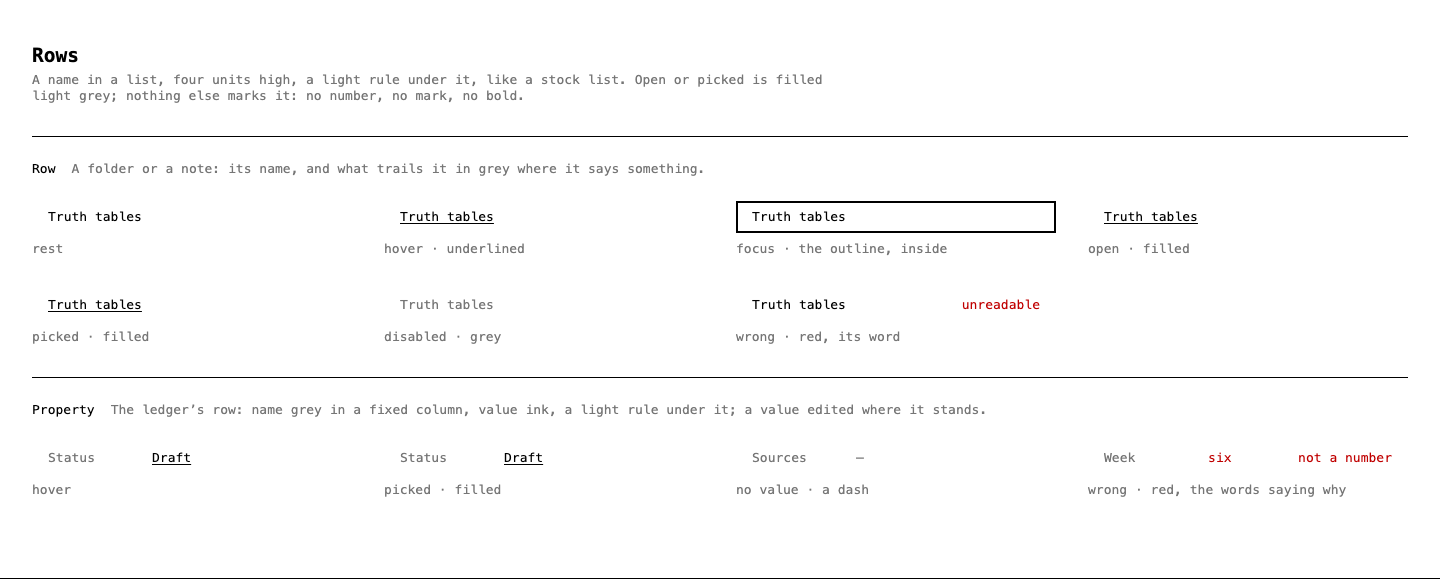 Rows
A name in a list, four units high, a light rule under it, like a stock list. Open or picked is filled
light grey; nothing else marks it: no number, no mark, no bold.
Row A folder or a note: its name, and what trails it in grey where it says something.
Truth tables Truth tables Truth tables Truth tables
rest hover · underlined focus · the outline, inside open · filled
Truth tables Truth tables Truth tables unreadable
picked · filled disabled · grey wrong · red, its word
Property The ledger’s row: name grey in a fixed column, value ink, a light rule under it; a value edited where it stands.
Status Draft Status Draft Sources — Week six not a number
hover picked · filled no value · a dash wrong · red, the words saying why